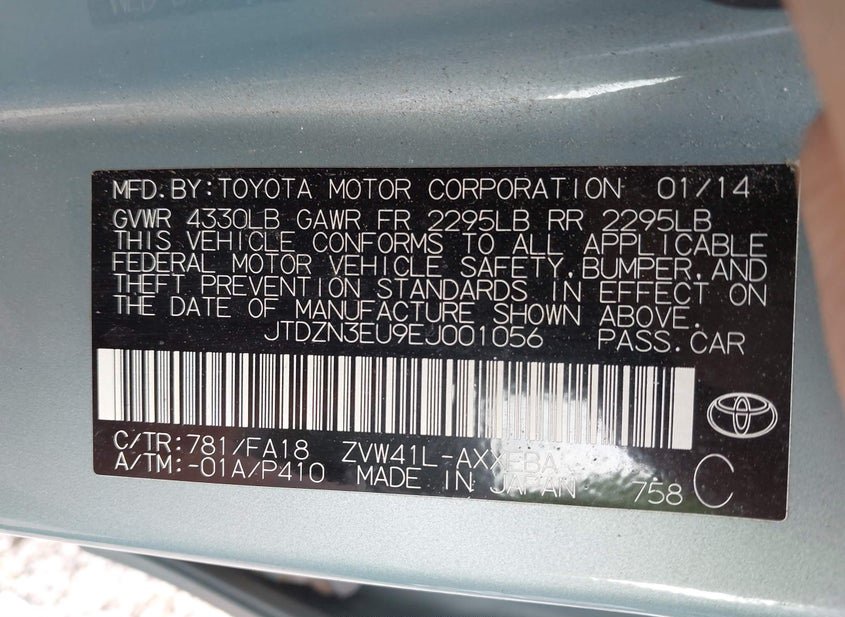 MFD.BY:TOYOTA MOTOR CORPORATION 01/14
GVWR 4330LB GAWR FR 2295LB RR 2295LB
THIS VEHICLE CONFORMS TO ALL APPLICABLE
FEDERAL MOTOR VEHICLE SAFETY,BUMPER,AND
THEFT PREVENTION STANDARDS IN EFFECT ON
THE DATE OF MANUFACTURE SHOWN ABOVE.
JTDZN3EU9EJ001056 PASS.CAR
C/TR:781/FA18 ZVW41L-AXXEBA
A/TM:-01A/P410 MADE IN JAPAN 758 C